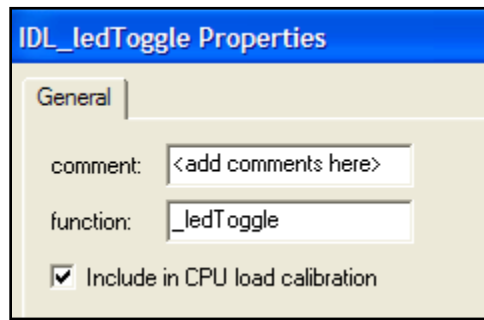 IDL_ledToggle Properties
General
comment: <add comments here>
function: _ledToggle
Include in CPU load calibration